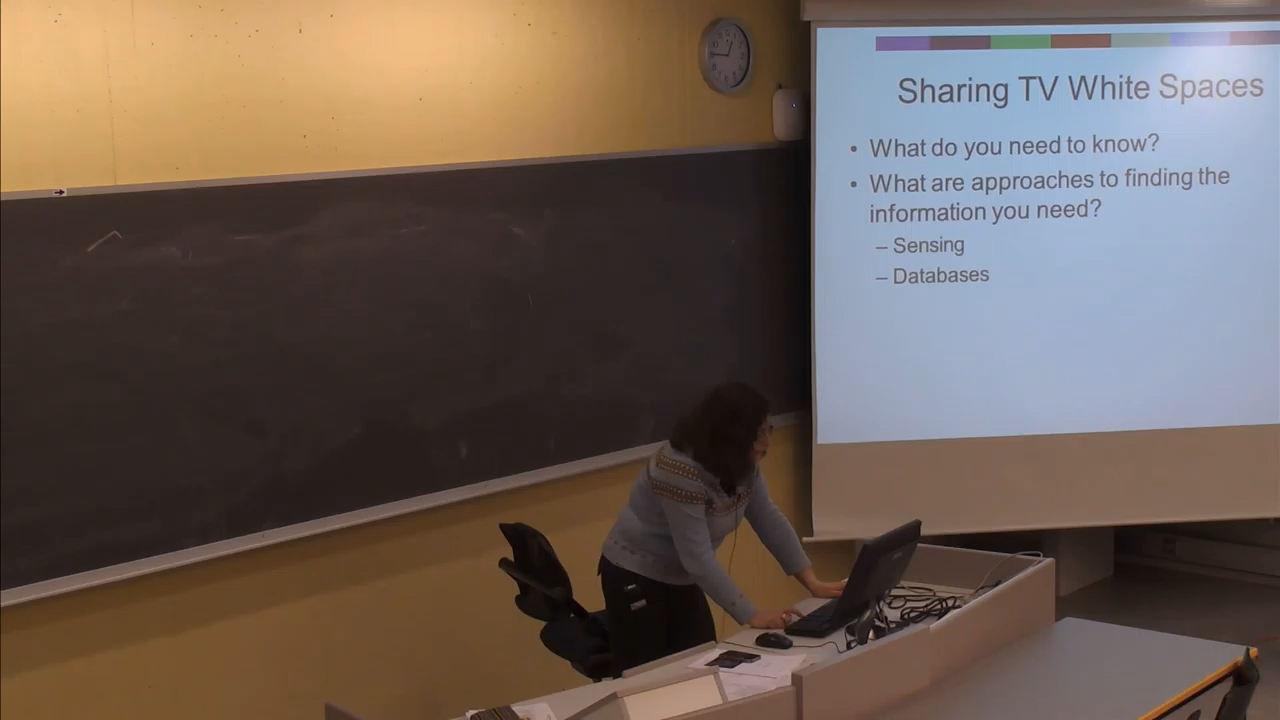 Sharing TV White Spaces
• What do you need to know?
• What are approaches to finding the
information you need?
– Sensing
– Databases